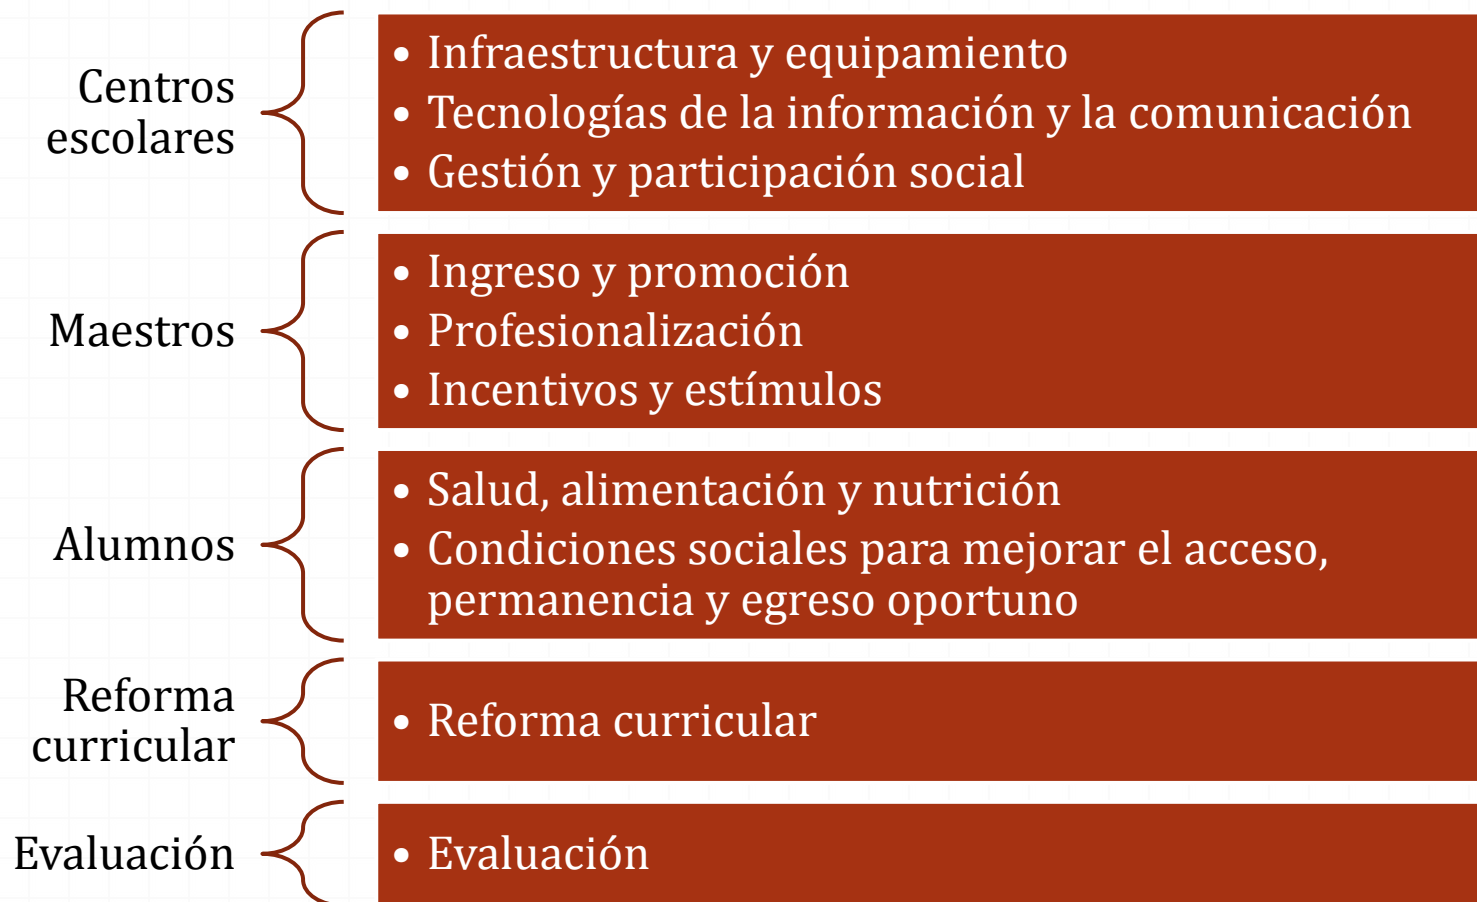 Centros
escolares
• Infraestructura y equipamiento
• Tecnologías de la información y la comunicación
• Gestión y participación social
Maestros
• Ingreso y promoción
• Profesionalización
• Incentivos y estímulos
Alumnos
• Salud, alimentación y nutrición
• Condiciones sociales para mejorar el acceso,
permanencia y egreso oportuno
Reforma
curricular
• Reforma curricular
Evaluación
• Evaluación